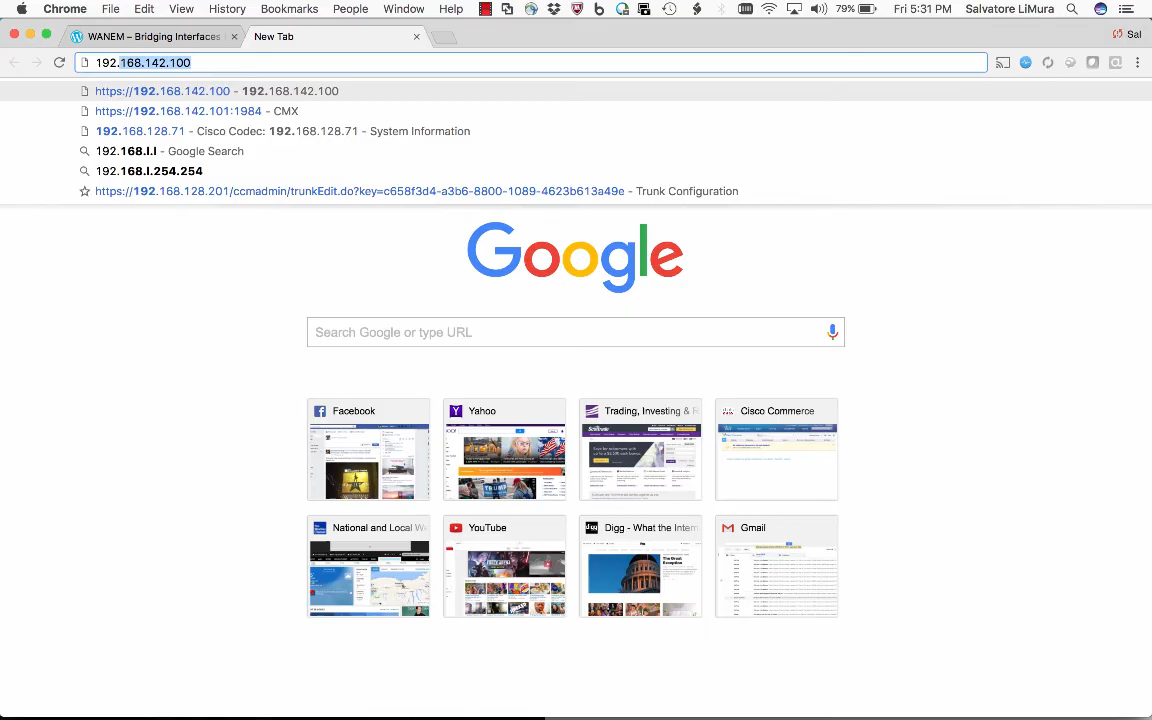 Chrome File Edit View History Bookmarks People Window Help 79% Fri 5:31 PM Salvatore LiMura
WANEM – Bridging Interfaces New Tab Sal
192.168.142.100
https://192.168.142.100 - 192.168.142.100
https://192.168.142.101:1984 - CMX
192.168.128.71 - Cisco Codec: 192.168.128.71 - System Information
192.168.l.l - Google Search
192.168.l.254.254
https://192.168.128.201/ccmadmin/trunkEdit.do?key=c658f3d4-a3b6-8800-1089-4623b613a49e - Trunk Configuration
Google
Search Google or type URL
Facebook Yahoo Trading, Investing & Cisco Commerce
National and Local YouTube Digg - What the Intern Gmail